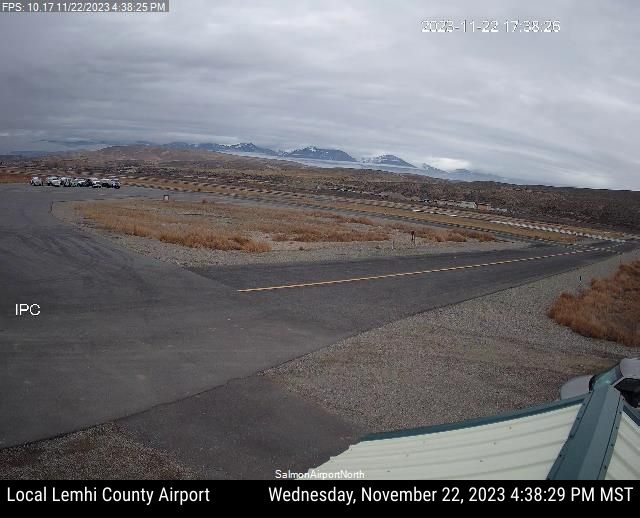 FPS: 10.17 11/22/2023 4:38:25 PM
2023-11-22 17:38:26
IPC
SalmonAirportNorth
Local Lemhi County Airport Wednesday, November 22, 2023 4:38:29 PM MST